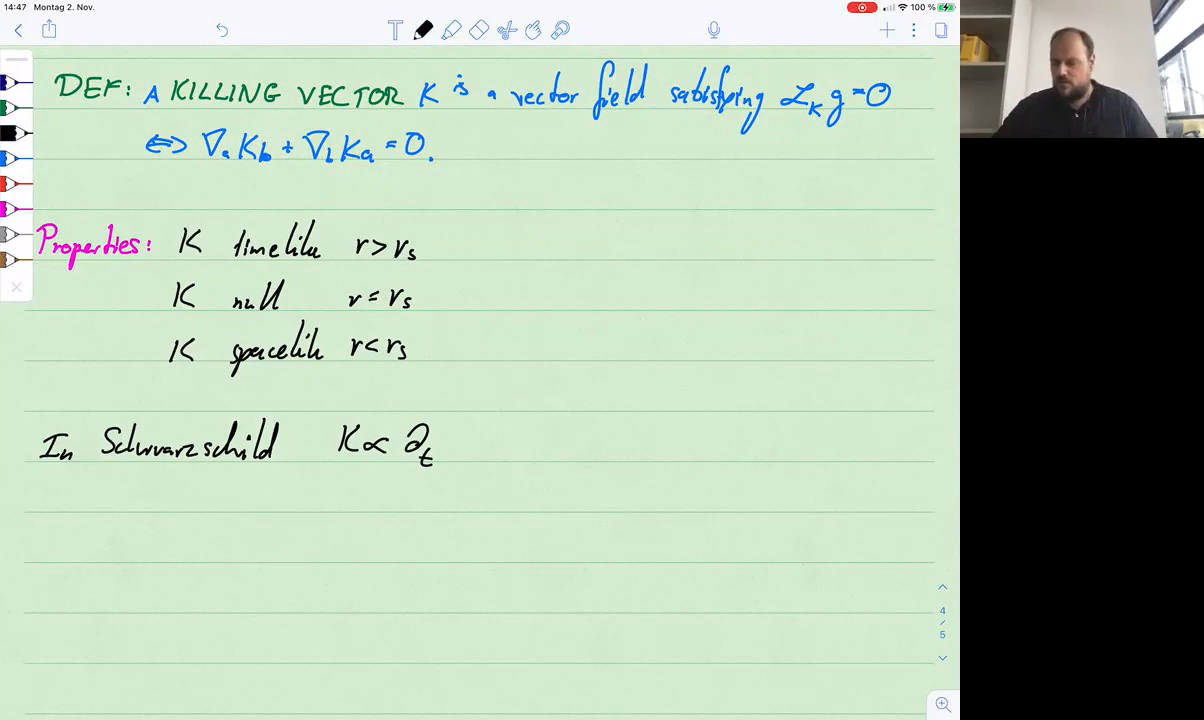 14:47 Montag 2. Nov. 100 %
DEF: A KILLING VECTOR K is a vector field satisfying ℒ_K g = 0
⇔ ∇_a K_b + ∇_b K_a = 0.
Properties: K timelike r > r_s
K null r = r_s
K spacelik r < r_s
In Schwarzschild K ∝ ∂_t
4
/
5